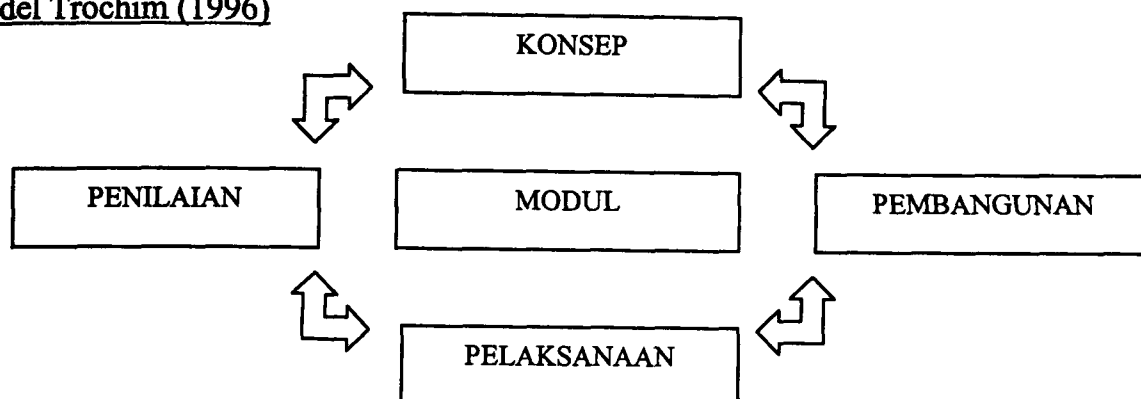 del Trochim (1996)
KONSEP
PENILAIAN
MODUL
PEMBANGUNAN
PELAKSANAAN